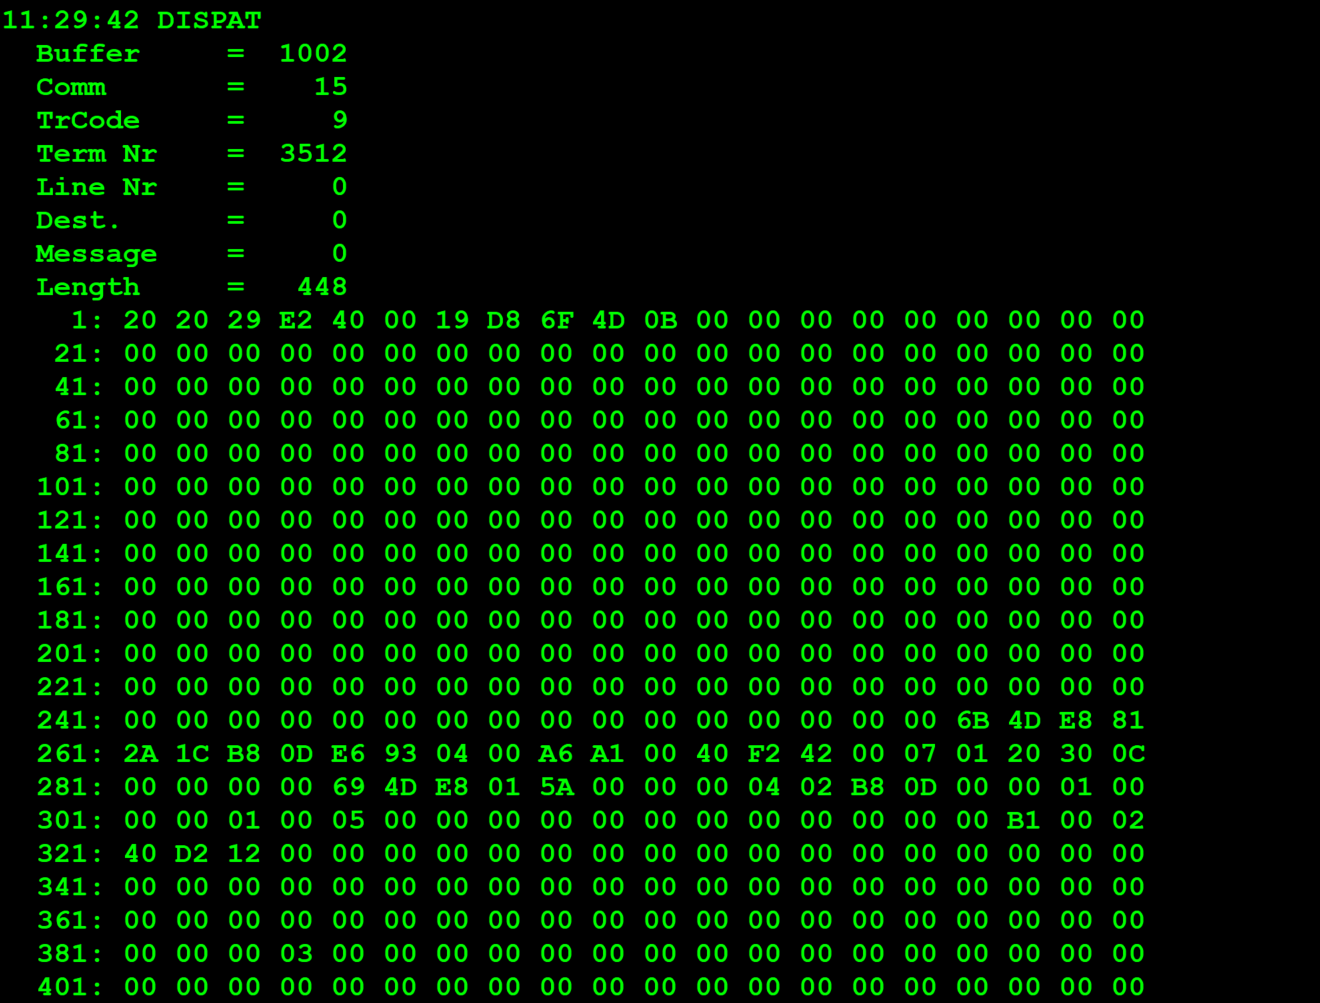 11:29:42 DISPAT
Buffer = 1002
Comm = 15
TrCode = 9
Term Nr = 3512
Line Nr = 0
Dest. = 0
Message = 0
Length = 448
1: 20 20 29 E2 40 00 19 D8 6F 4D 0B 00 00 00 00 00 00 00 00 00
21: 00 00 00 00 00 00 00 00 00 00 00 00 00 00 00 00 00 00 00 00
41: 00 00 00 00 00 00 00 00 00 00 00 00 00 00 00 00 00 00 00 00
61: 00 00 00 00 00 00 00 00 00 00 00 00 00 00 00 00 00 00 00 00
81: 00 00 00 00 00 00 00 00 00 00 00 00 00 00 00 00 00 00 00 00
101: 00 00 00 00 00 00 00 00 00 00 00 00 00 00 00 00 00 00 00 00
121: 00 00 00 00 00 00 00 00 00 00 00 00 00 00 00 00 00 00 00 00
141: 00 00 00 00 00 00 00 00 00 00 00 00 00 00 00 00 00 00 00 00
161: 00 00 00 00 00 00 00 00 00 00 00 00 00 00 00 00 00 00 00 00
181: 00 00 00 00 00 00 00 00 00 00 00 00 00 00 00 00 00 00 00 00
201: 00 00 00 00 00 00 00 00 00 00 00 00 00 00 00 00 00 00 00 00
221: 00 00 00 00 00 00 00 00 00 00 00 00 00 00 00 00 00 00 00 00
241: 00 00 00 00 00 00 00 00 00 00 00 00 00 00 00 00 6B 4D E8 81
261: 2A 1C B8 0D E6 93 04 00 A6 A1 00 40 F2 42 00 07 01 20 30 0C
281: 00 00 00 00 69 4D E8 01 5A 00 00 00 04 02 B8 0D 00 00 01 00
301: 00 00 01 00 05 00 00 00 00 00 00 00 00 00 00 00 00 B1 00 02
321: 40 D2 12 00 00 00 00 00 00 00 00 00 00 00 00 00 00 00 00 00
341: 00 00 00 00 00 00 00 00 00 00 00 00 00 00 00 00 00 00 00 00
361: 00 00 00 00 00 00 00 00 00 00 00 00 00 00 00 00 00 00 00 00
381: 00 00 00 03 00 00 00 00 00 00 00 00 00 00 00 00 00 00 00 00
401: 00 00 00 00 00 00 00 00 00 00 00 00 00 00 00 00 00 00 00 00